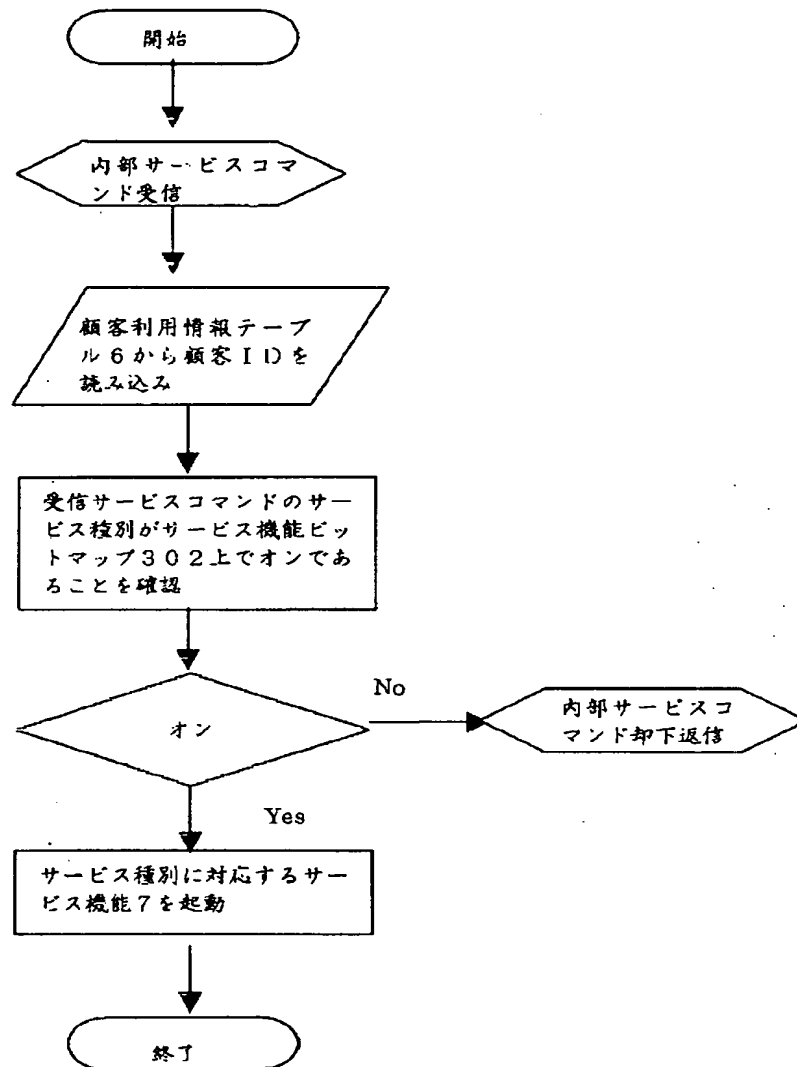 開始
内部サービスコマ
ンド受信
顧客利用情報テーブ
ル6から顧客IDを
読み込み
受信サービスコマンドのサー
ビス種別がサービス機能ビッ
トマップ302上でオンであ
ることを確認
オン
No
内部サービスコ
マンド却下返信
Yes
サービス種別に対応するサー
ビス機能7を起動
終了